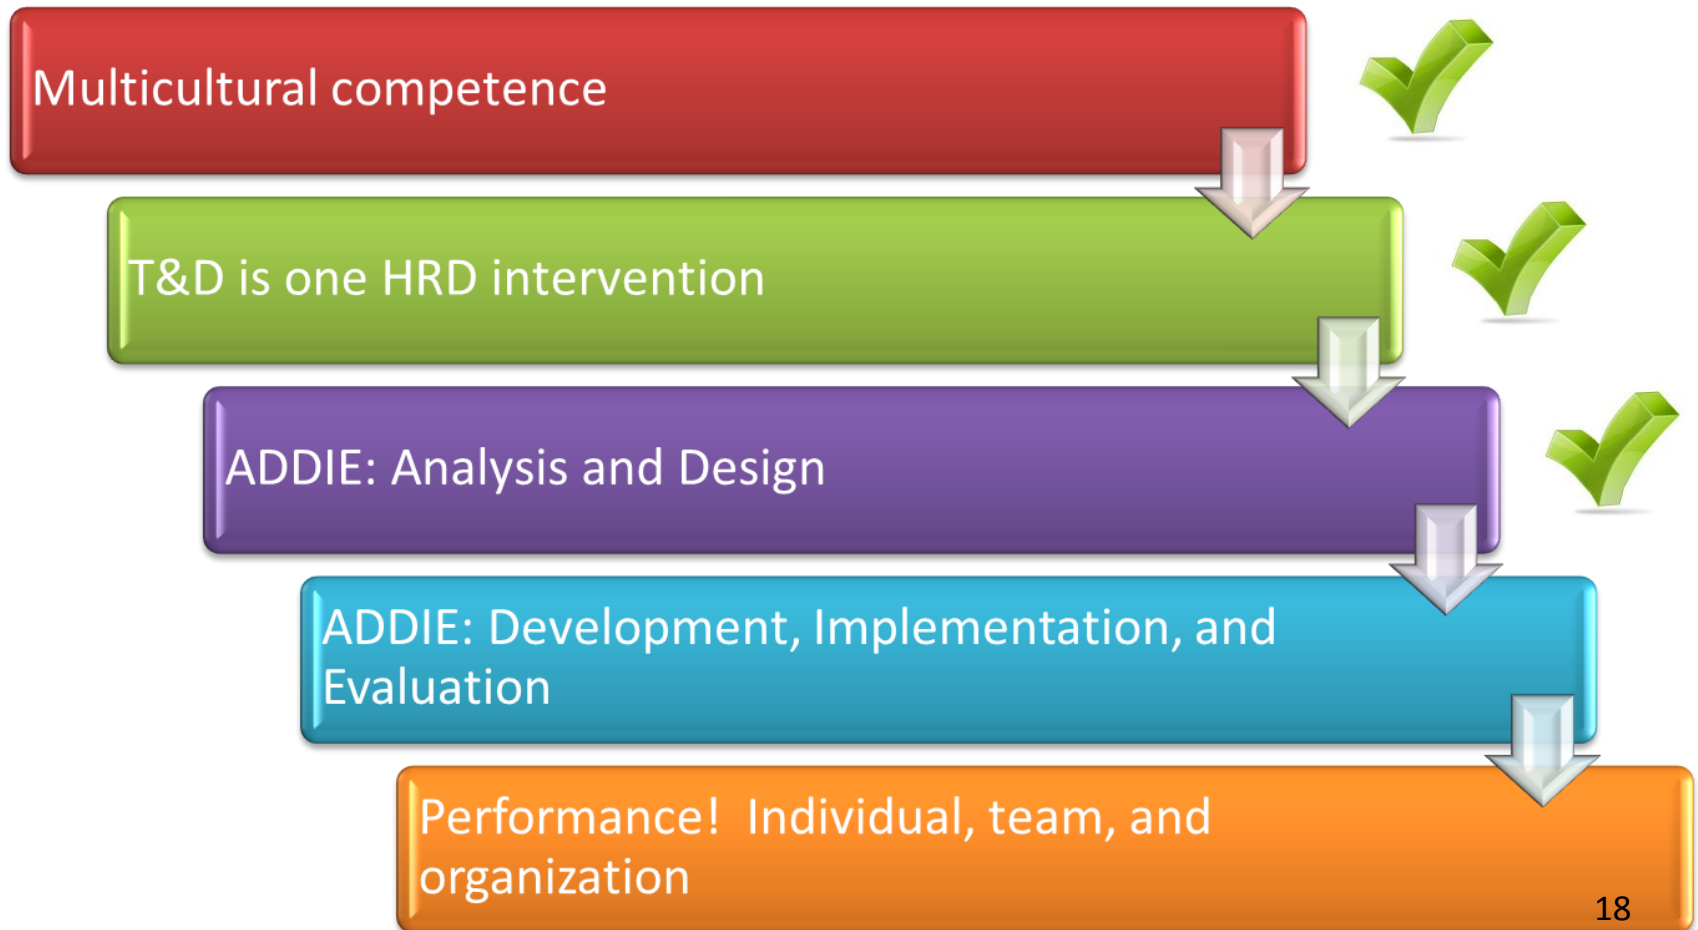 Multicultural competence
T&D is one HRD intervention
ADDIE: Analysis and Design
ADDIE: Development, Implementation, and
Evaluation
Performance!  Individual, team, and
organization
18